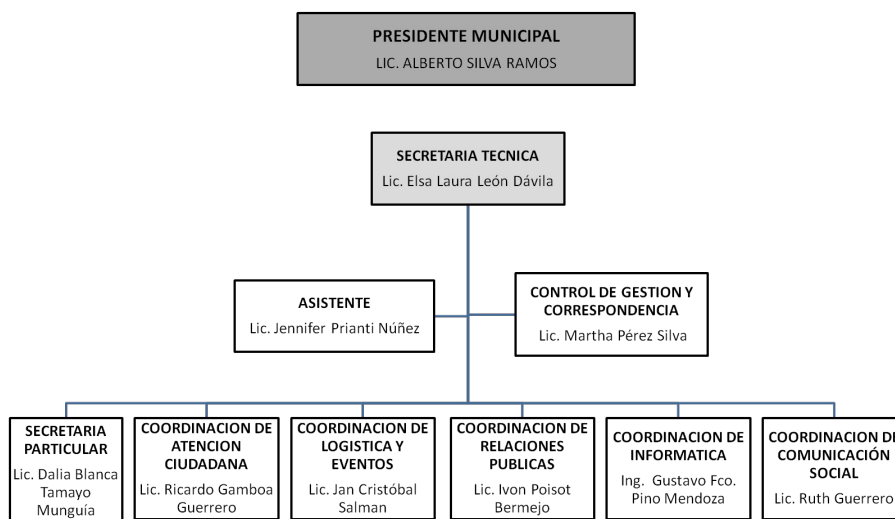 PRESIDENTE MUNICIPAL
LIC. ALBERTO SILVA RAMOS
SECRETARIA TECNICA
Lic. Elsa Laura León Dávila
ASISTENTE
Lic. Jennifer Prianti Núñez
CONTROL DE GESTION Y
CORRESPONDENCIA
Lic. Martha Pérez Silva
SECRETARIA
PARTICULAR
Lic. Dalia Blanca
Tamayo
Munguía
COORDINACION DE
ATENCION
CIUDADANA
Lic. Ricardo Gamboa
Guerrero
COORDINACION DE
LOGISTICA Y
EVENTOS
Lic. Jan Cristóbal
Salman
COORDINACION DE
RELACIONES
PUBLICAS
Lic. Ivon Poisot
Bermejo
COORDINACION DE
INFORMATICA
Ing. Gustavo Fco.
Pino Mendoza
COORDINACION DE
COMUNICACIÓN
SOCIAL
Lic. Ruth Guerrero